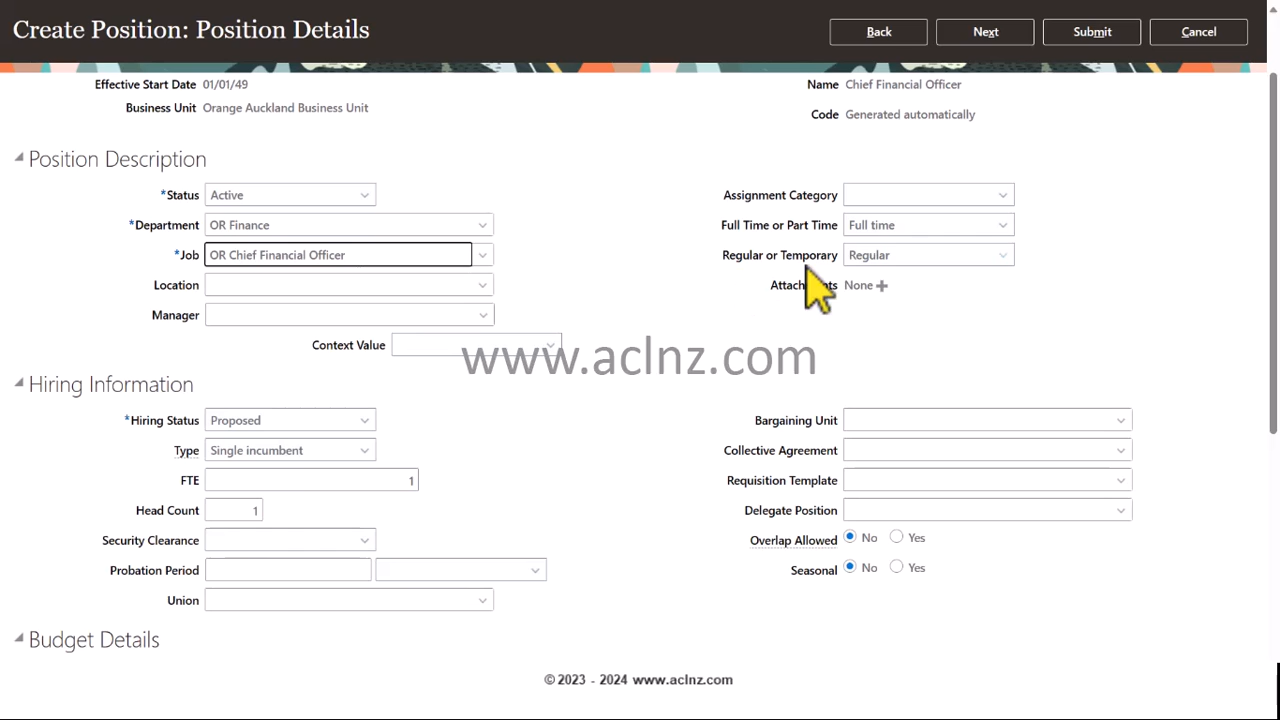 Create Position: Position Details
Back Next Submit Cancel
Effective Start Date 01/01/49
Name Chief Financial Officer
Business Unit Orange Auckland Business Unit
Code Generated automatically
Position Description
*Status Active
Assignment Category
*Department OR Finance
Full Time or Part Time Full time
*Job OR Chief Financial Officer
Regular or Temporary Regular
Location
Attachments None
Manager
Context Value
www.aclnz.com
Hiring Information
*Hiring Status Proposed
Bargaining Unit
Type Single incumbent
Collective Agreement
FTE 1
Requisition Template
Head Count 1
Delegate Position
Security Clearance
Overlap Allowed No Yes
Probation Period
Seasonal No Yes
Union
Budget Details
© 2023 - 2024 www.aclnz.com